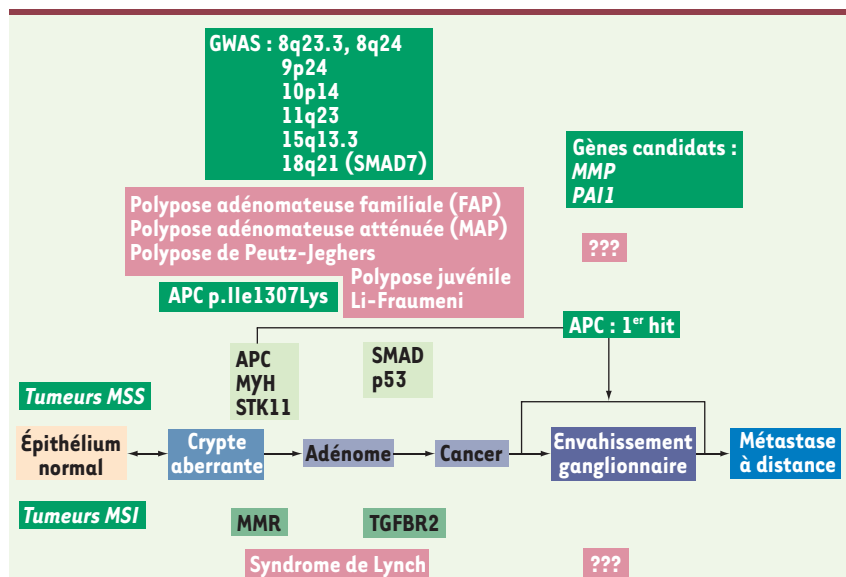 GWAS : 8q23.3, 8q24
9p24
10p14
11q23
15q13.3
18q21 (SMAD7)
Gènes candidats :
MMP
PAI1
Polypose adénomateuse familiale (FAP)
Polypose adénomateuse atténuée (MAP)
Polypose de Peutz-Jeghers
Polypose juvénile
Li-Fraumeni
???
APC p.Ile1307Lys
APC : 1er hit
APC
MYH
STK11
SMAD
p53
Tumeurs MSS
Épithélium
normal
Crypte
aberrante
Adénome
Cancer
Envahissement
ganglionnaire
Métastase
à distance
Tumeurs MSI
MMR
TGFBR2
Syndrome de Lynch
???